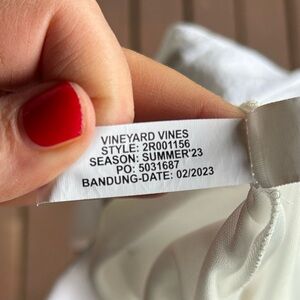 VINEYARD VINES
STYLE: 2R001156
SEASON: SUMMER'23
PO: 5031687
BANDUNG-DATE: 02/2023